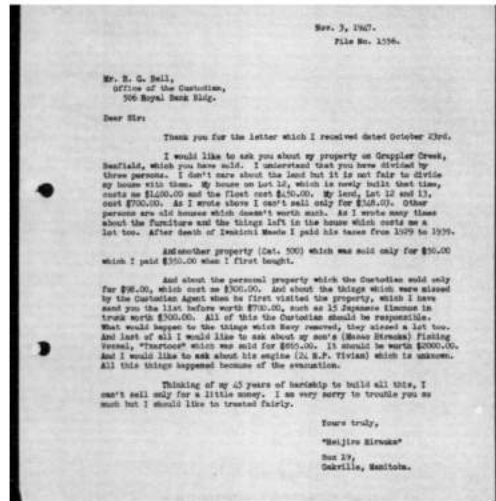 Nov. 3, 1947.
File No. 1556.
Mr. E. G. Bell,
Office of the Custodian,
506 Royal Bank Bldg.
Dear Sir:
Thank you for the letter which I received dated October 23rd.
I would like to ask you about my property on Grappler Creek,
Bamfield, which you have sold. I understand that you have divided by
three persons. I don't care about the land but it is not fair to divide
my house with them. My house on Lot 12, which is newly built that time,
costs me $1400.00 and the float cost $450.00. My land, Lot 12 and 13,
cost $700.00. As I wrote above I can't sell only for $348.03. Other
persons are old houses which doesn't worth much. As I wrote many times
about the furniture and the things left in the house which costs me a
lot too. After death of Iwakichi Maede I paid his taxes from 1929 to 1939.
And another property (Cat. 500) which was sold only for $50.00
which I paid $350.00 when I first bought.
And about the personal property which the Custodian sold only
for $98.00, which cost me $300.00. And about the things which were missed
by the Custodian Agent when he first visited the property, which I have
send you the list before worth $700.00, such as 15 Japanese Kimonos in
trunk worth $300.00. All of this the Custodian should be responsible.
What would happen to the things which Navy removed, they missed a lot too.
And last of all I would like to ask about my son's (Masao Hiraoka) Fishing
Vessel, which was sold for $885.00. It should be worth $2000.00.
And I would like to ask about his engine (24 H.P. Vivian) which is unknown.
All this things happened because of the evacuation.
Thinking of my 45 years of hardship to build all this, I
can't sell only for a little money. I am very sorry to trouble you so
much but I should like to trusted fairly.
Yours truly,
"Heijiro Hiraoka"
Box 19,
Oakville, Manitoba.